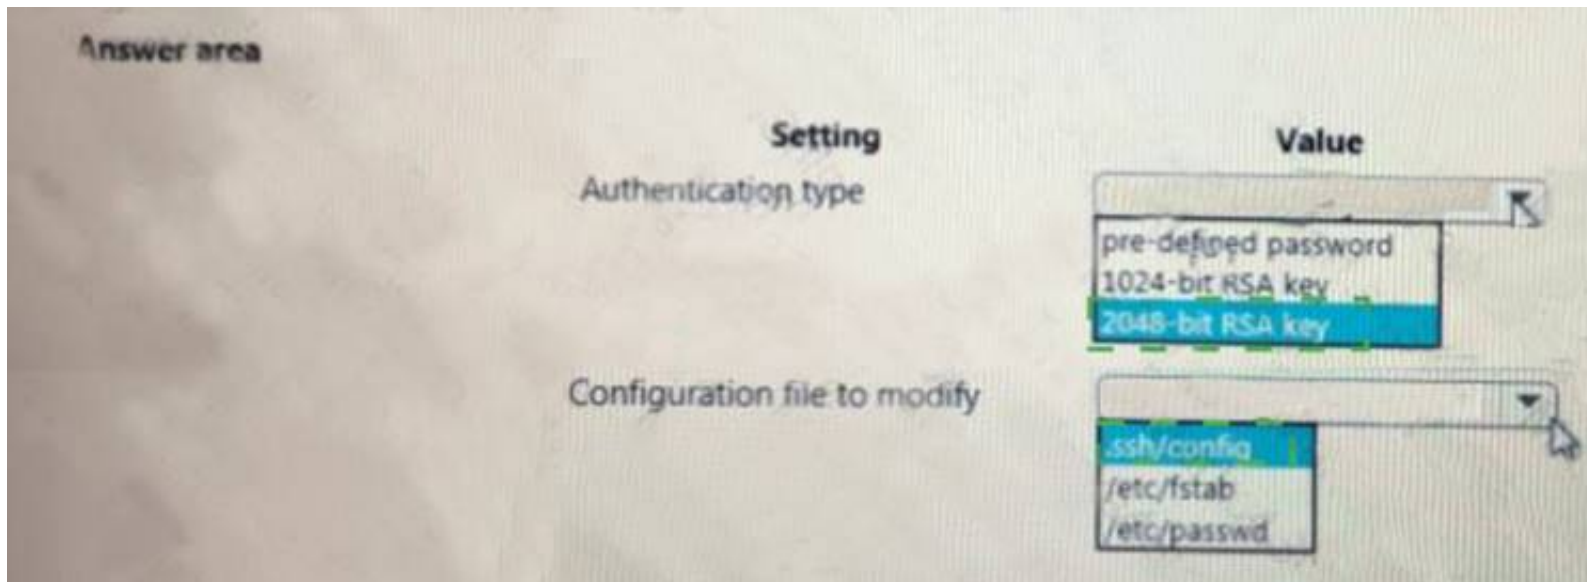 Answer area
Setting Value
Authentication type
pre-defined password
1024-bit RSA key
2048-bit RSA key
Configuration file to modify
.ssh/config
/etc/fstab
/etc/passwd